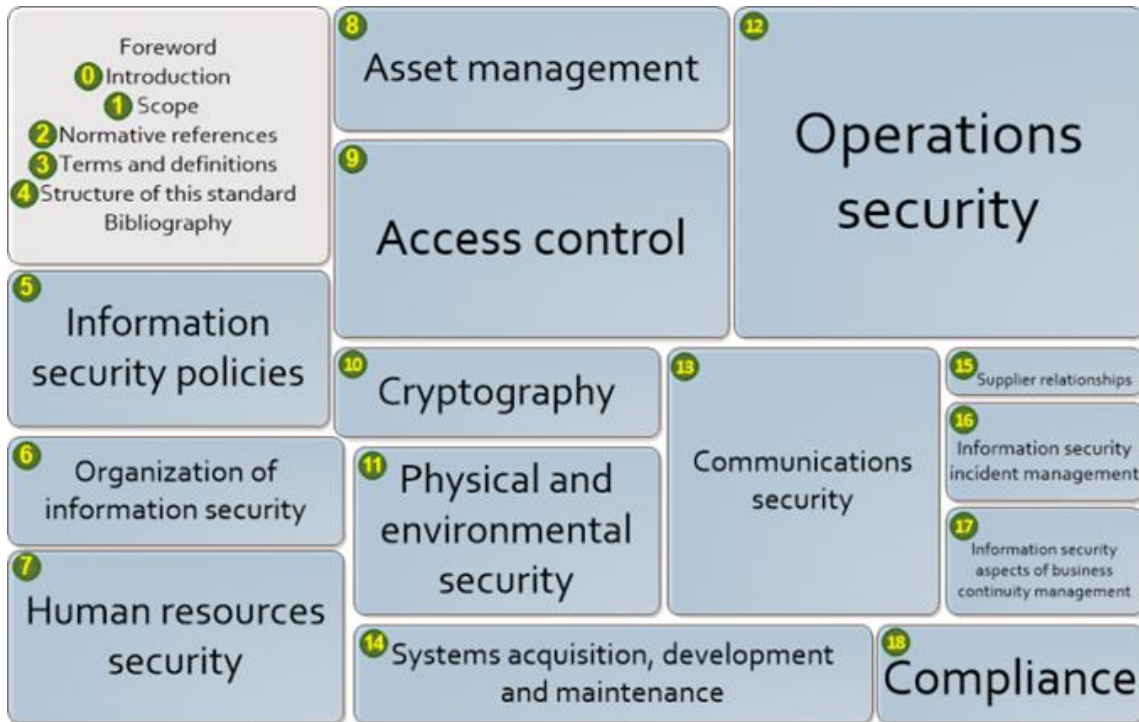 Foreword
0 Introduction
1 Scope
2 Normative references
3 Terms and definitions
4 Structure of this standard
Bibliography
5
Information
security policies
6
Organization of
information security
7
Human resources
security
8
Asset management
9
Access control
10
Cryptography
11
Physical and
environmental
security
12
Operations
security
13
Communications
security
14
Systems acquisition, development
and maintenance
15
Supplier relationships
16
Information security
incident management
17
Information security
aspects of business
continuity management
18
Compliance